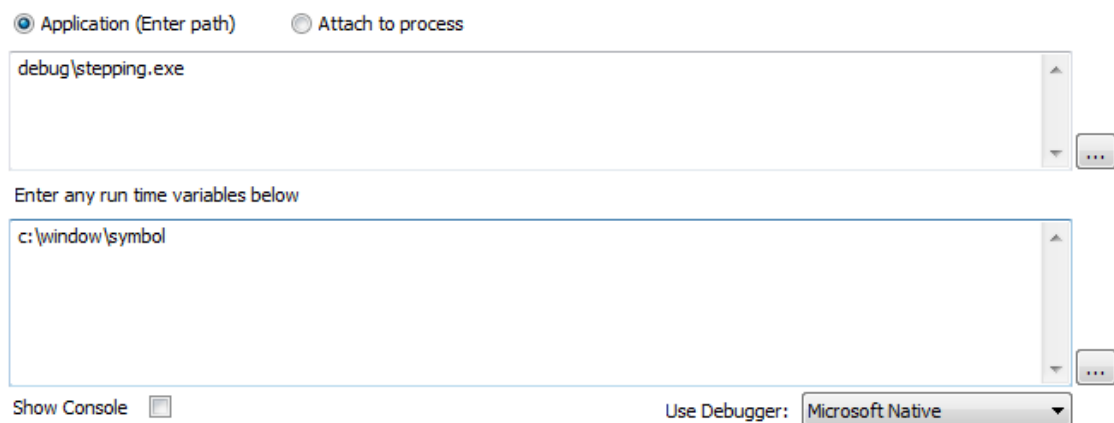 Application (Enter path) Attach to process
debug\stepping.exe
...
Enter any run time variables below
c:\window\symbol
...
Show Console Use Debugger: Microsoft Native